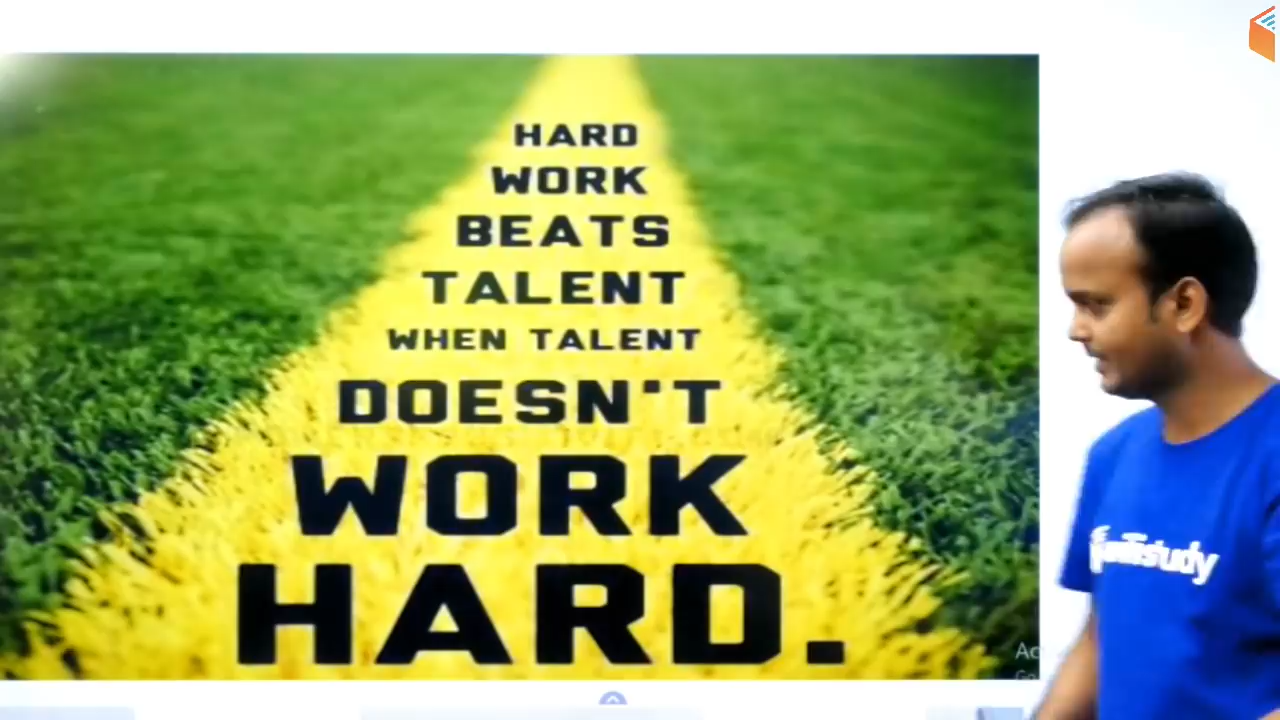 HARD
WORK
BEATS
TALENT
WHEN TALENT
DOESN'T
WORK
HARD.